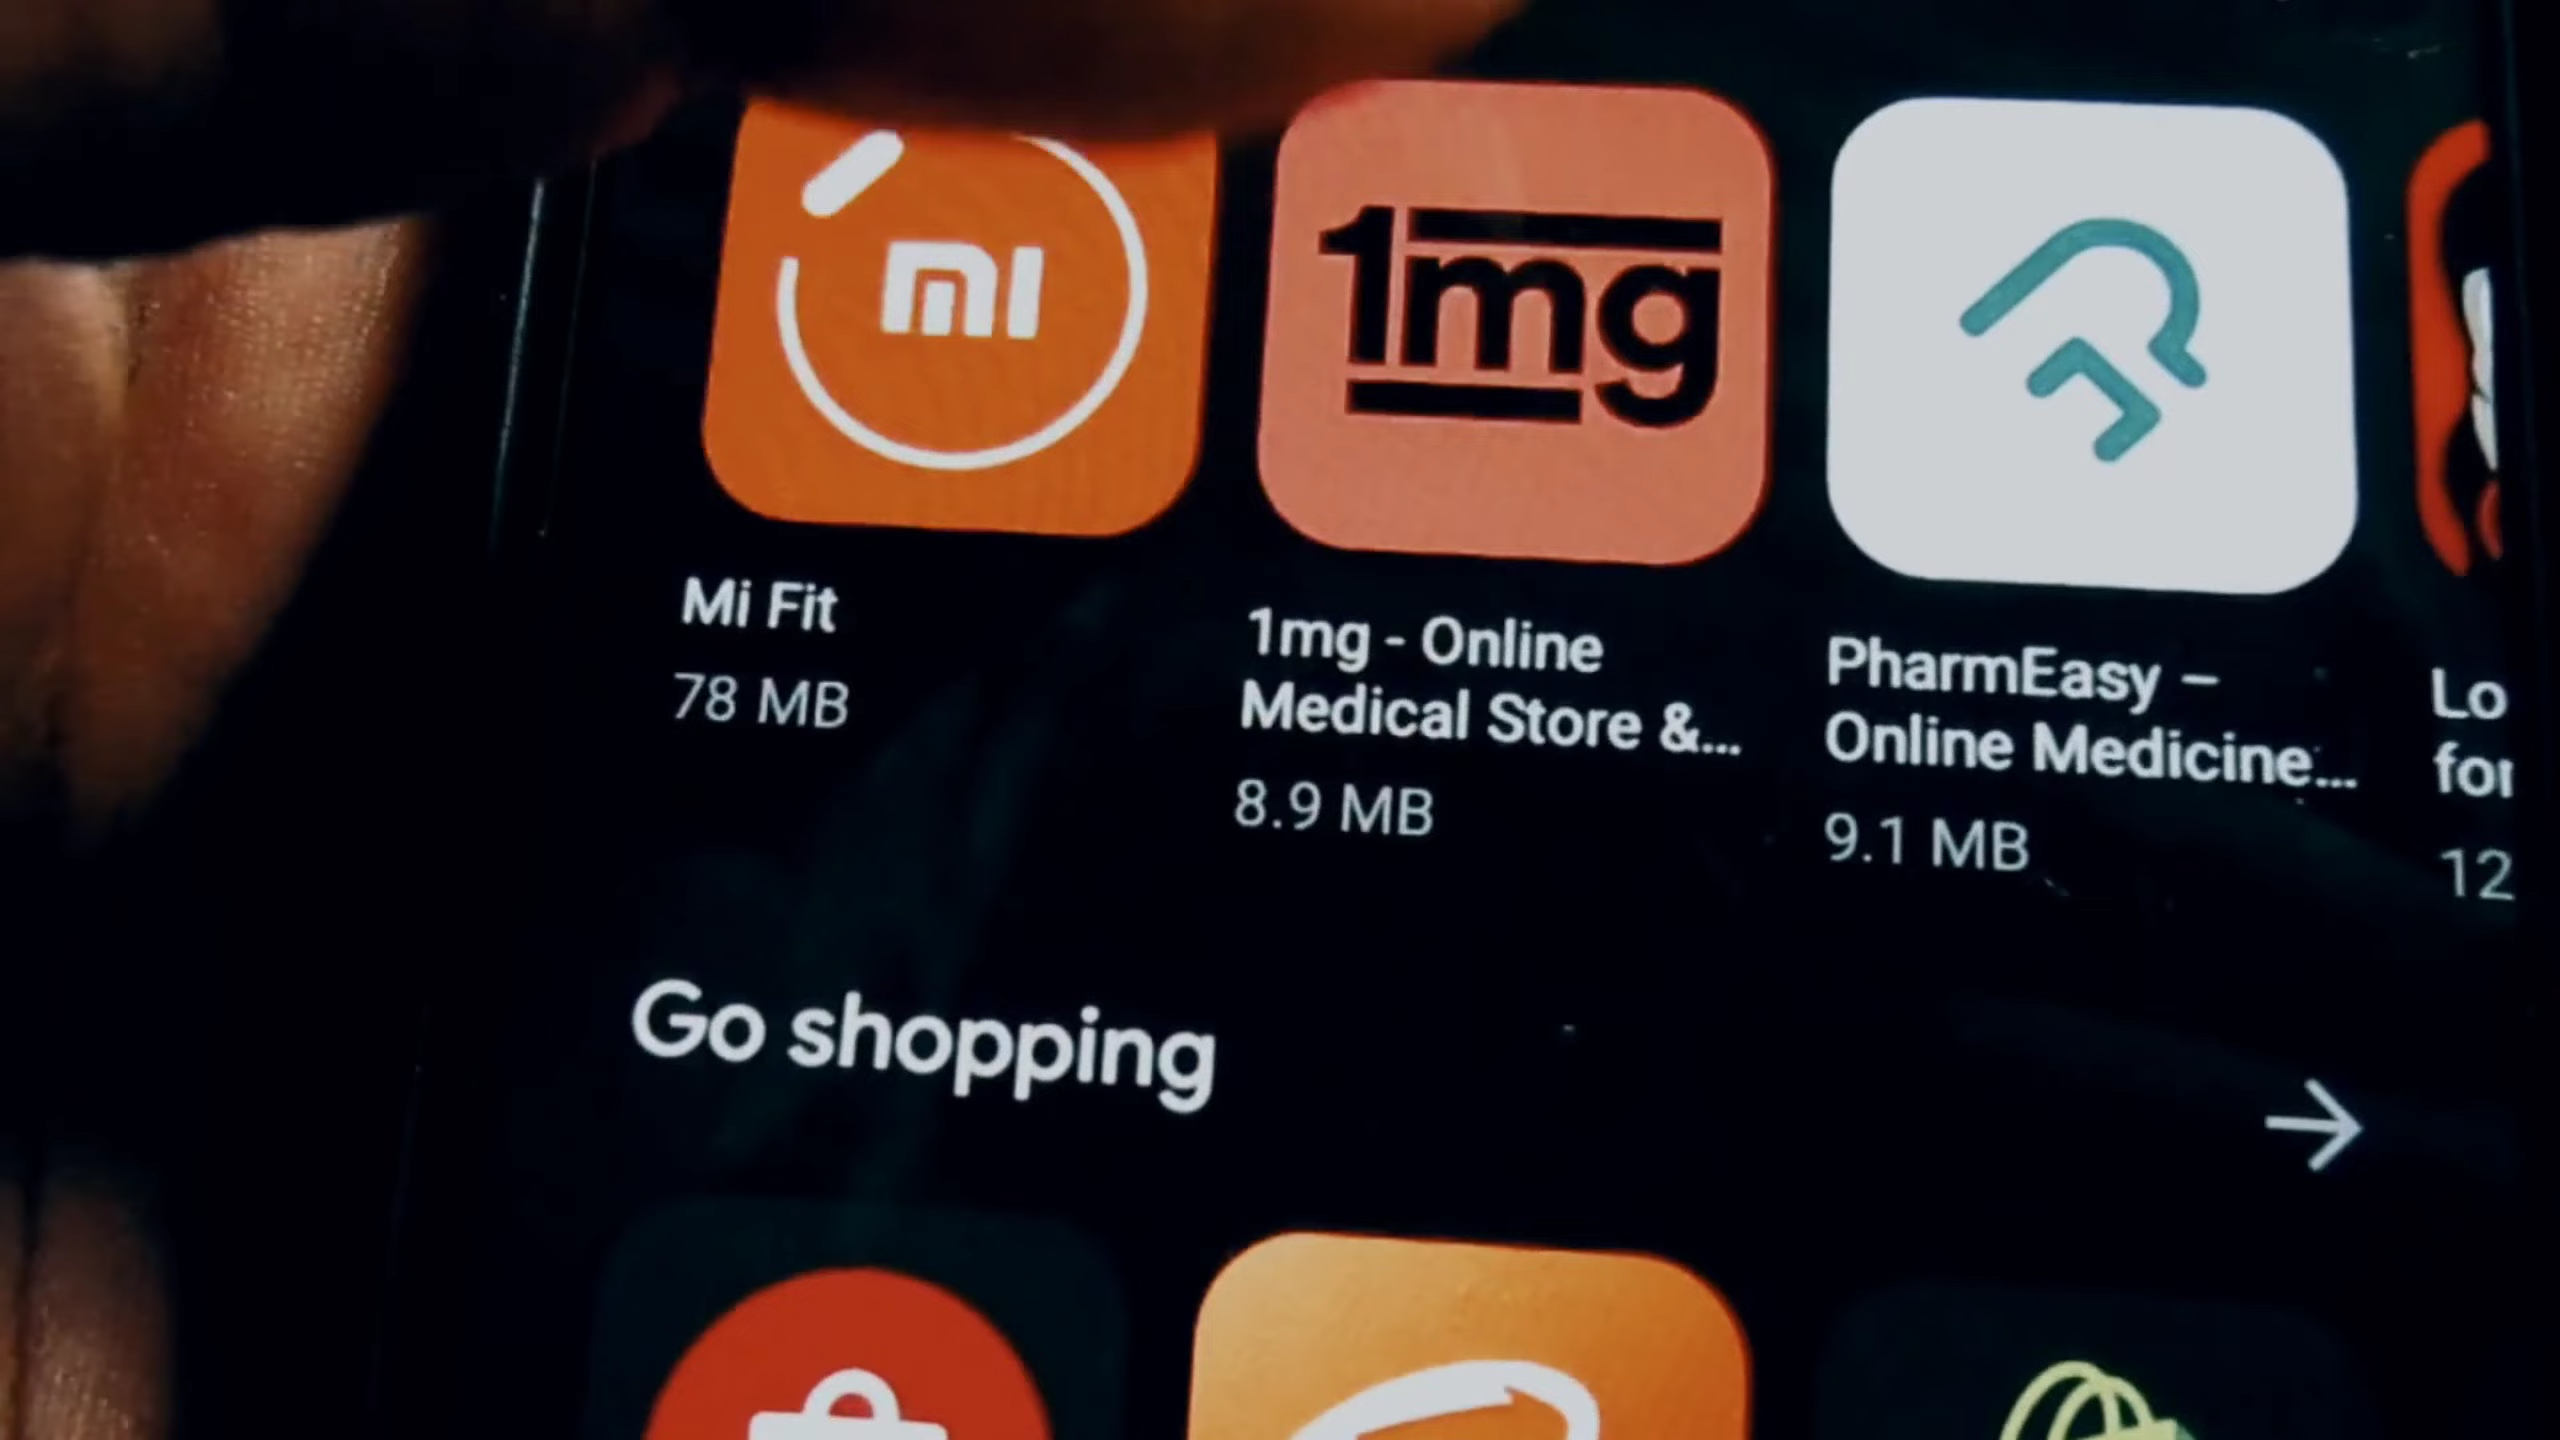 mi
1mg
Mi Fit
78 MB
1mg - Online
Medical Store &...
8.9 MB
PharmEasy –
Online Medicine...
9.1 MB
Lo
for
12
Go shopping